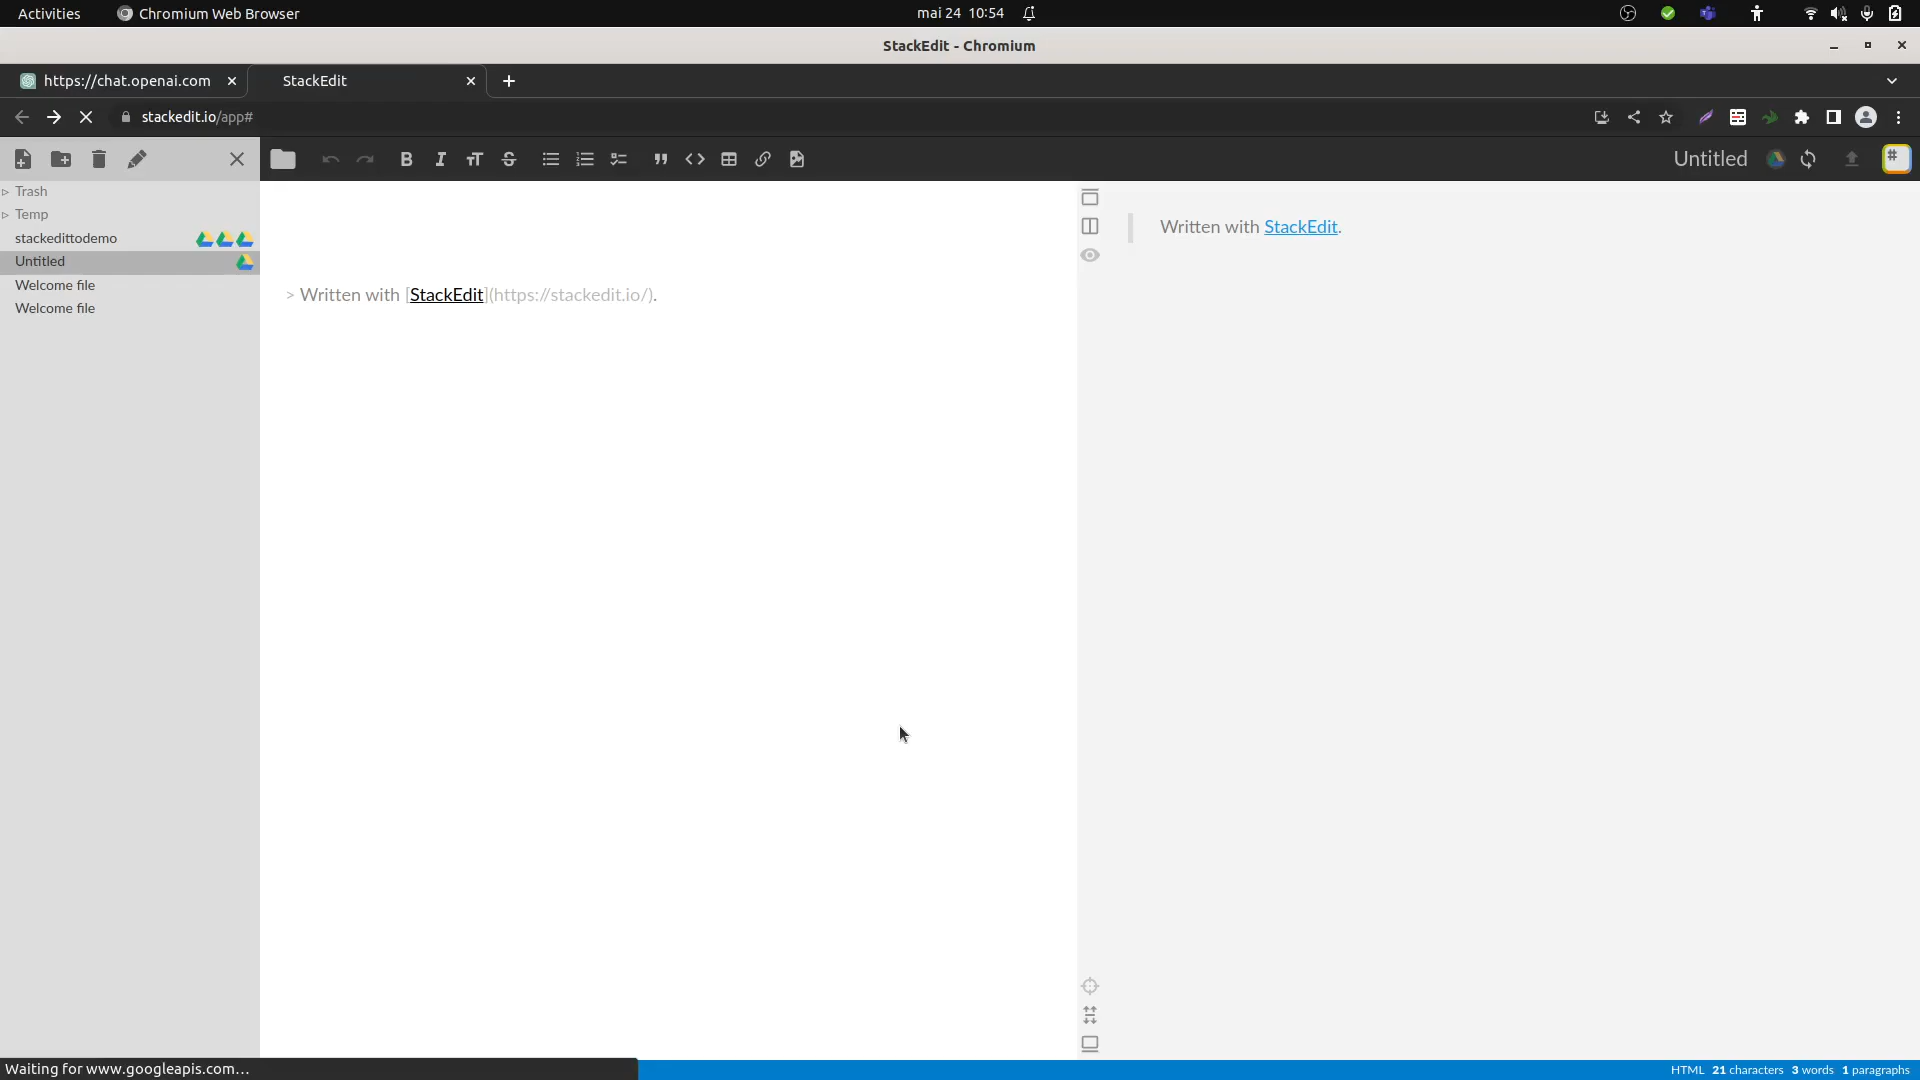 Activities
Chromium Web Browser
mai 24 10:54
StackEdit - Chromium
https://chat.openai.com
StackEdit
stackedit.io/app#
Untitled
Trash
Temp
stackedittodemo
Untitled
Welcome file
Welcome file
> Written with [StackEdit](https://stackedit.io/).
Written with StackEdit.
Waiting for www.googleapis.com...
HTML 21 characters 3 words 1 paragraphs